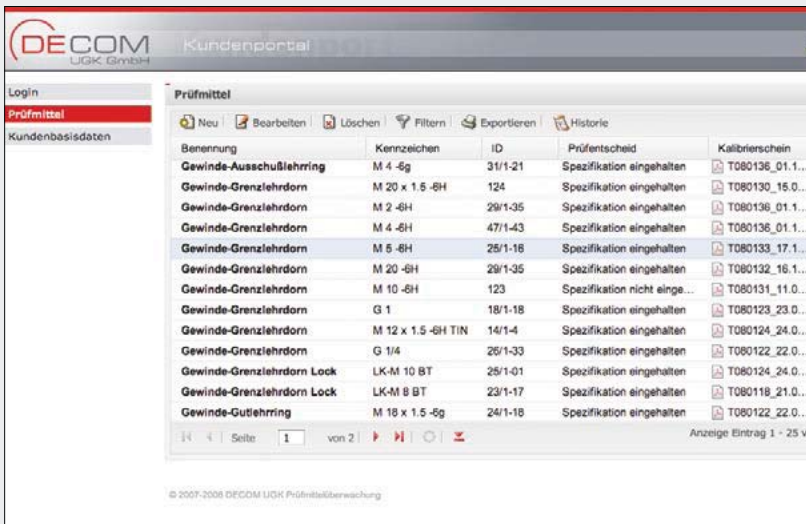 DECOM
UGK GmbH
Kundenportal
Login
Prüfmittel
Kundenbasisdaten
Prüfmittel
Neu Bearbeiten Löschen Filtern Exportieren Historie
Benennung Kennzeichen ID Prüfentscheid Kalibrierschein
Gewinde-Ausschußlehrring M 4 -6g 31/1-21 Spezifikation eingehalten T080136_01.1...
Gewinde-Grenzlehrdorn M 20 x 1.5 -6H 124 Spezifikation eingehalten T080130_15.0...
Gewinde-Grenzlehrdorn M 2 -6H 29/1-35 Spezifikation eingehalten T080136_01.1...
Gewinde-Grenzlehrdorn M 4 -6H 47/1-43 Spezifikation eingehalten T080136_01.1...
Gewinde-Grenzlehrdorn M 5 -6H 25/1-16 Spezifikation eingehalten T080133_17.1...
Gewinde-Grenzlehrdorn M 20 -6H 29/1-35 Spezifikation eingehalten T080132_16.1...
Gewinde-Grenzlehrdorn M 10 -6H 123 Spezifikation nicht einge... T080131_11.0...
Gewinde-Grenzlehrdorn G 1 18/1-18 Spezifikation eingehalten T080123_23.0...
Gewinde-Grenzlehrdorn M 12 x 1.5 -6H TIN 14/1-4 Spezifikation eingehalten T080124_24.0...
Gewinde-Grenzlehrdorn G 1/4 26/1-33 Spezifikation eingehalten T080122_22.0...
Gewinde-Grenzlehrdorn Lock LK-M 10 BT 25/1-01 Spezifikation eingehalten T080124_24.0...
Gewinde-Grenzlehrdorn Lock LK-M 8 BT 23/1-17 Spezifikation eingehalten T080118_21.0...
Gewinde-Gutlehrring M 18 x 1.5 -6g 24/1-18 Spezifikation eingehalten T080122_22.0...
Seite 1 von 2 Anzeige Eintrag 1 - 25 v
© 2007-2008 DECOM UGK Prüfmittelüberwachung